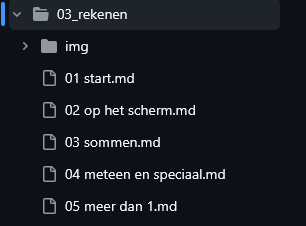 03_rekenen
img
01 start.md
02 op het scherm.md
03 sommen.md
04 meteen en speciaal.md
05 meer dan 1.md